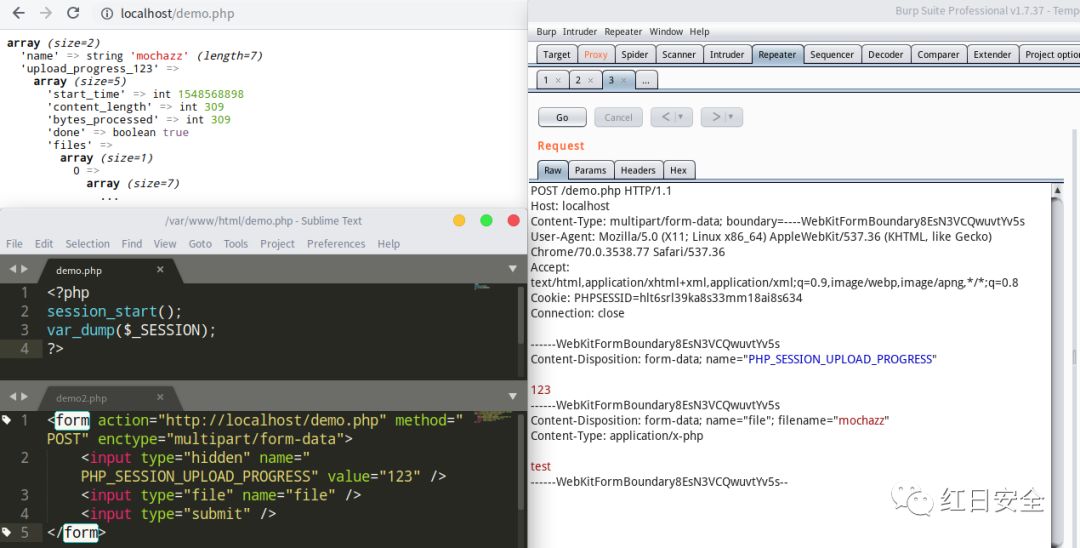 localhost/demo.php
array (size=2)
'name' => string 'mochazz' (length=7)
'upload_progress_123' =>
array (size=5)
'start_time' => int 1548568898
'content_length' => int 309
'bytes_processed' => int 309
'done' => boolean true
'files' =>
array (size=1)
0 =>
array (size=7)
...
/var/www/html/demo.php - Sublime Text
File Edit Selection Find View Goto Tools Project Preferences Help
demo.php ×
1 <?php
2 session_start();
3 var_dump($_SESSION);
4 ?>
demo2.php ×
1 <form action="http://localhost/demo.php" method="
POST" enctype="multipart/form-data">
2 <input type="hidden" name="
PHP_SESSION_UPLOAD_PROGRESS" value="123" />
3 <input type="file" name="file" />
4 <input type="submit" />
5 </form>
Burp Suite Professional v1.7.37 - Temp
Burp Intruder Repeater Window Help
Target Proxy Spider Scanner Intruder Repeater Sequencer Decoder Comparer Extender Project option
1 × 2 × 3 × ...
Go Cancel < > 
Request
Raw Params Headers Hex
POST /demo.php HTTP/1.1
Host: localhost
Content-Type: multipart/form-data; boundary=----WebKitFormBoundary8EsN3VCQwuvtYv5s
User-Agent: Mozilla/5.0 (X11; Linux x86_64) AppleWebKit/537.36 (KHTML, like Gecko)
Chrome/70.0.3538.77 Safari/537.36
Accept:
text/html,application/xhtml+xml,application/xml;q=0.9,image/webp,image/apng,*/*;q=0.8
Cookie: PHPSESSID=hlt6srl39ka8s33mm18ai8s634
Connection: close
------WebKitFormBoundary8EsN3VCQwuvtYv5s
Content-Disposition: form-data; name="PHP_SESSION_UPLOAD_PROGRESS"
123
------WebKitFormBoundary8EsN3VCQwuvtYv5s
Content-Disposition: form-data; name="file"; filename="mochazz"
Content-Type: application/x-php
test
------WebKitFormBoundary8EsN3VCQwuvtYv5s--
红日安全